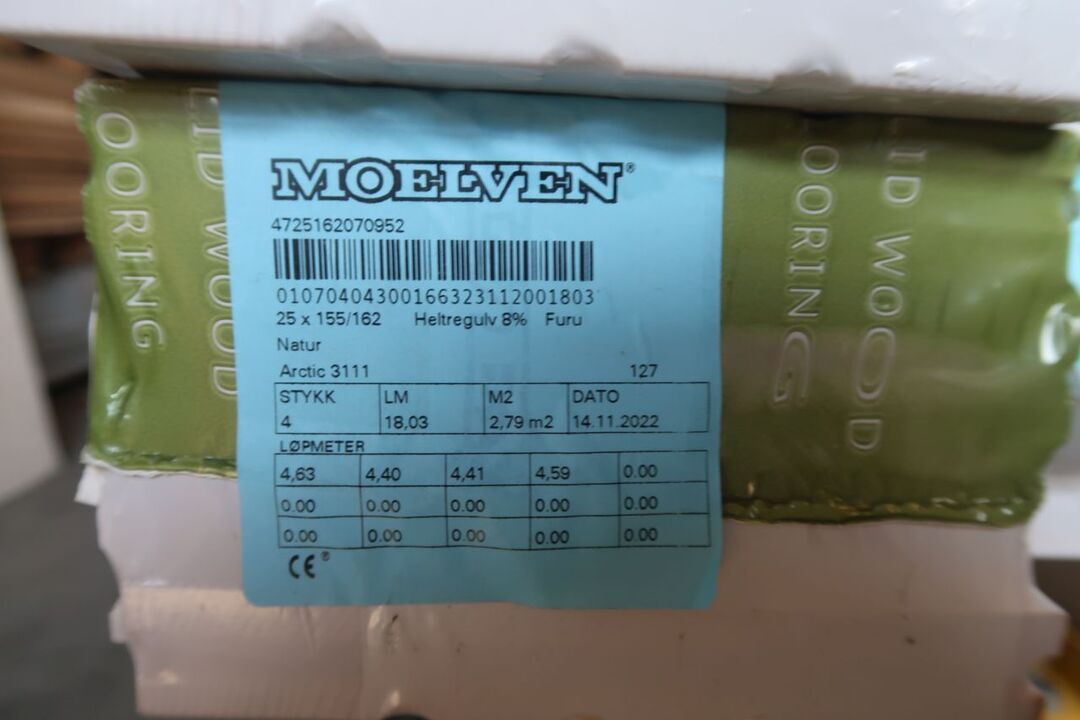 MOELVEN®
4725162070952
01070404300166323112001803
25 x 155/162 Heltregulv 8% Furu
Natur
Arctic 3111 127
STYKK LM M2 DATO
4 18,03 2,79 m2 14.11.2022
LØPMETER
4,63 4,40 4,41 4,59 0.00
0.00 0.00 0.00 0.00 0.00
0.00 0.00 0.00 0.00 0.00
CE®
OORING
WOOD
OORING
WOOD